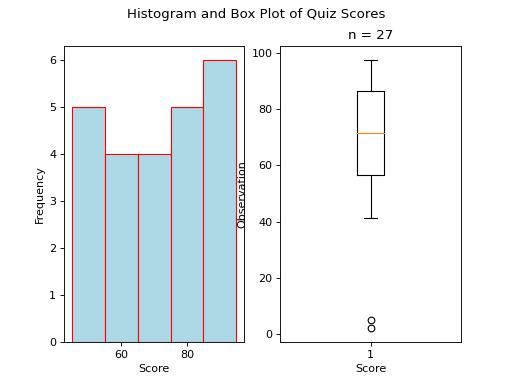 Histogram and Box Plot of Quiz Scores
6
5
4
3
2
1
0
Frequency
60 80
Score
n = 27
100
80
60
40
20
0
Observation
1
Score